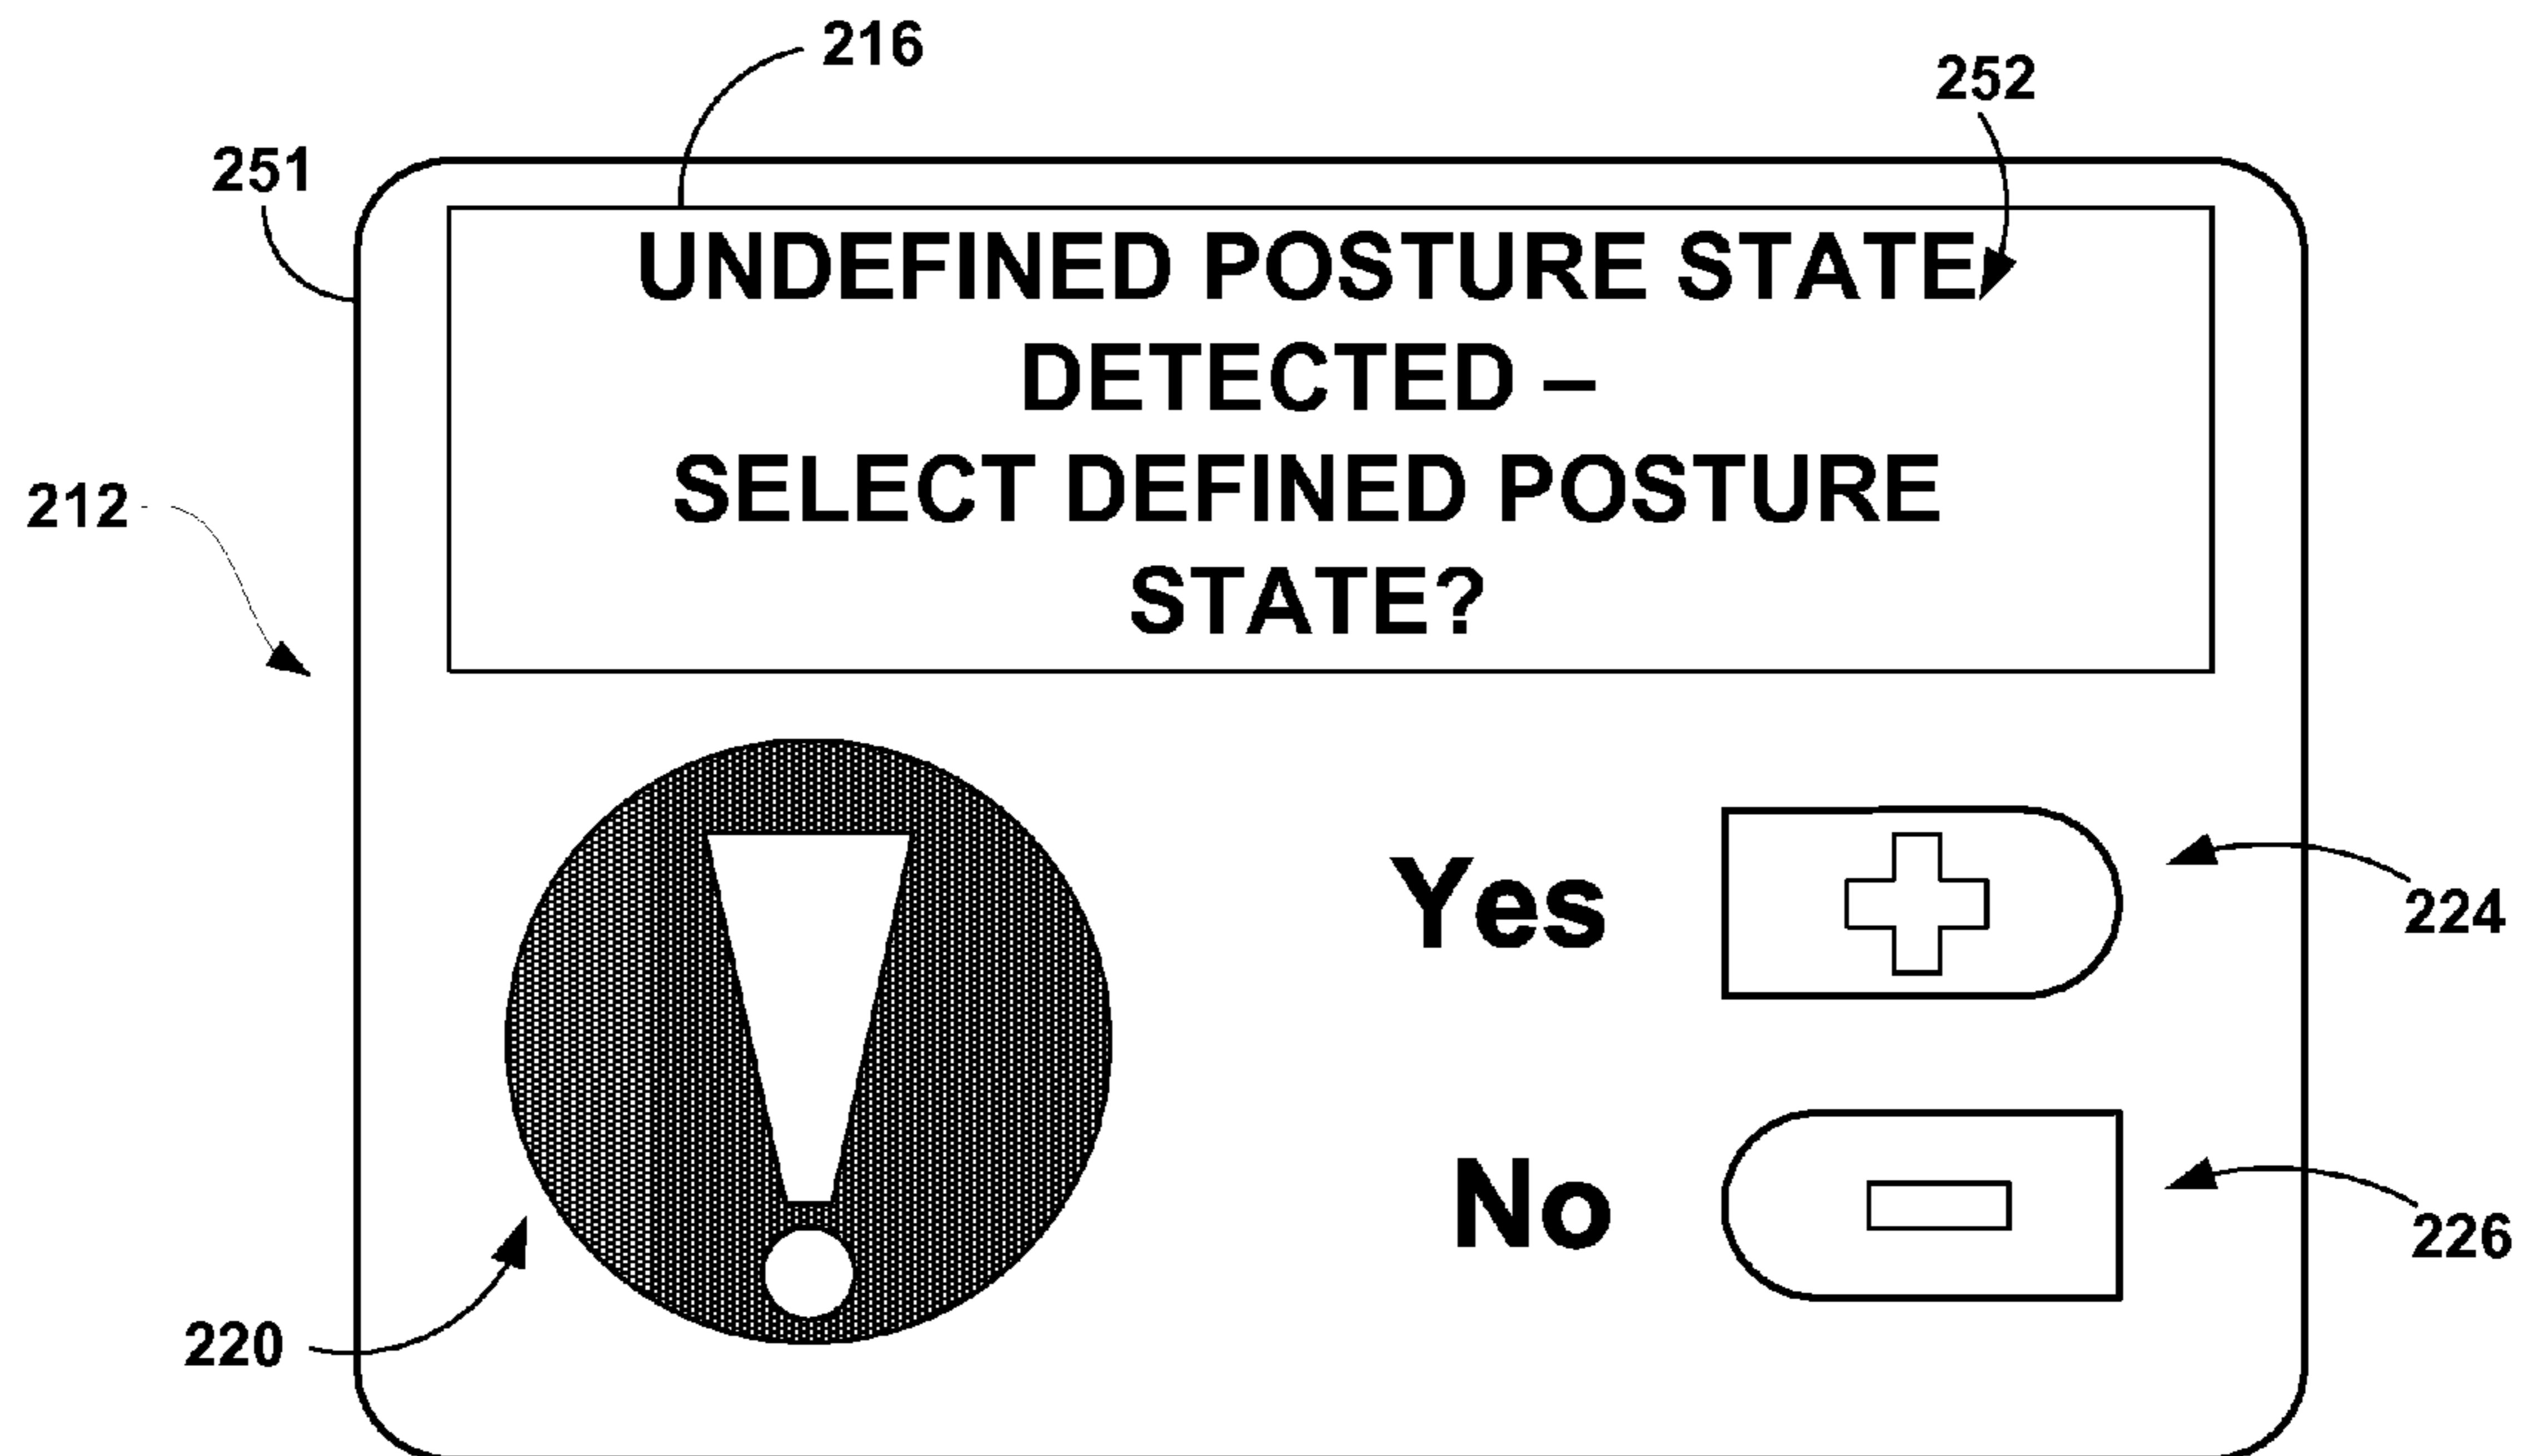 216
252
251
UNDEFINED POSTURE STATE
DETECTED –
SELECT DEFINED POSTURE
STATE?
212
Yes
224
No
226
220